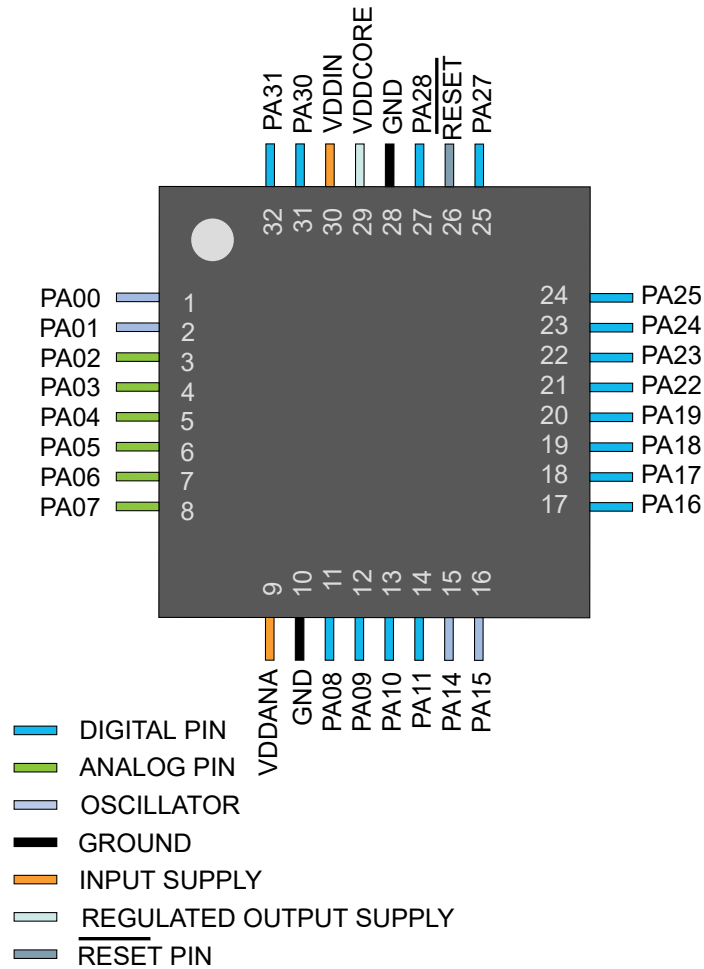 PA31
PA30
VDDIN
VDDCORE
GND
PA28
RESET
PA27
32
31
30
29
28
27
26
25
PA00
1
PA01
2
PA02
3
PA03
4
PA04
5
PA05
6
PA06
7
PA07
8
24
PA25
23
PA24
22
PA23
21
PA22
20
PA19
19
PA18
18
PA17
17
PA16
9
10
11
12
13
14
15
16
VDDANA
GND
PA08
PA09
PA10
PA11
PA14
PA15
DIGITAL PIN
ANALOG PIN
OSCILLATOR
GROUND
INPUT SUPPLY
REGULATED OUTPUT SUPPLY
RESET PIN